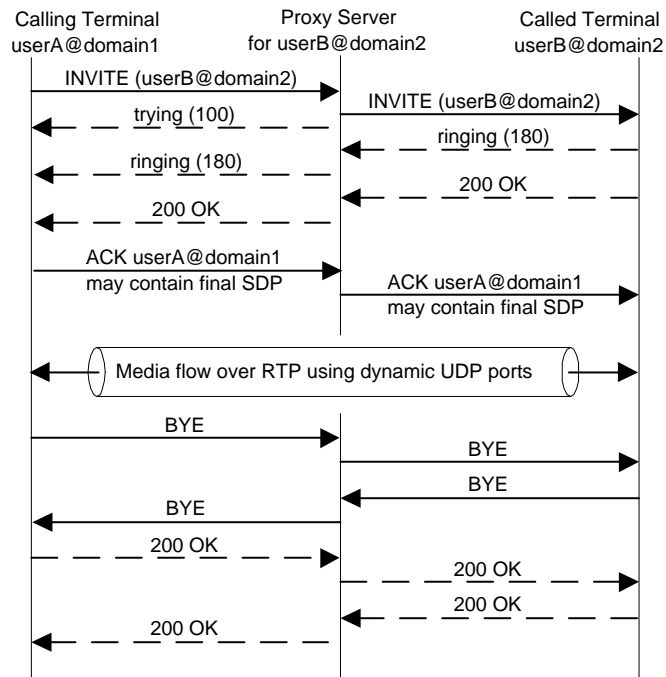 Calling Terminal
userA@domain1
Proxy Server
for userB@domain2
Called Terminal
userB@domain2
INVITE (userB@domain2)
INVITE (userB@domain2)
trying (100)
ringing (180)
ringing (180)
200 OK
200 OK
ACK userA@domain1
may contain final SDP
ACK userA@domain1
may contain final SDP
Media flow over RTP using dynamic UDP ports
BYE
BYE
BYE
BYE
200 OK
200 OK
200 OK
200 OK